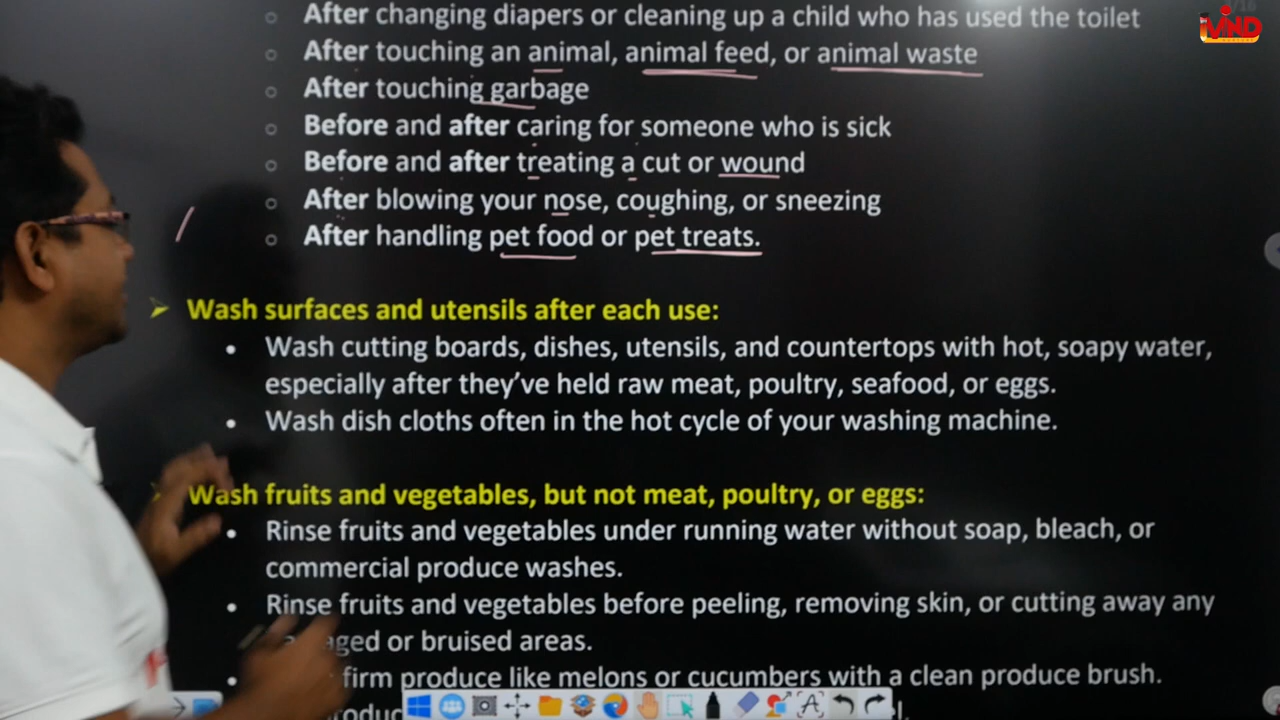 After changing diapers or cleaning up a child who has used the toilet
After touching an animal, animal feed, or animal waste
After touching garbage
Before and after caring for someone who is sick
Before and after treating a cut or wound
After blowing your nose, coughing, or sneezing
After handling pet food or pet treats.
Wash surfaces and utensils after each use:
Wash cutting boards, dishes, utensils, and countertops with hot, soapy water,
especially after they've held raw meat, poultry, seafood, or eggs.
Wash dish cloths often in the hot cycle of your washing machine.
Wash fruits and vegetables, but not meat, poultry, or eggs:
Rinse fruits and vegetables under running water without soap, bleach, or
commercial produce washes.
Rinse fruits and vegetables before peeling, removing skin, or cutting away any
or bruised areas.
firm produce like melons or cucumbers with a clean produce brush.